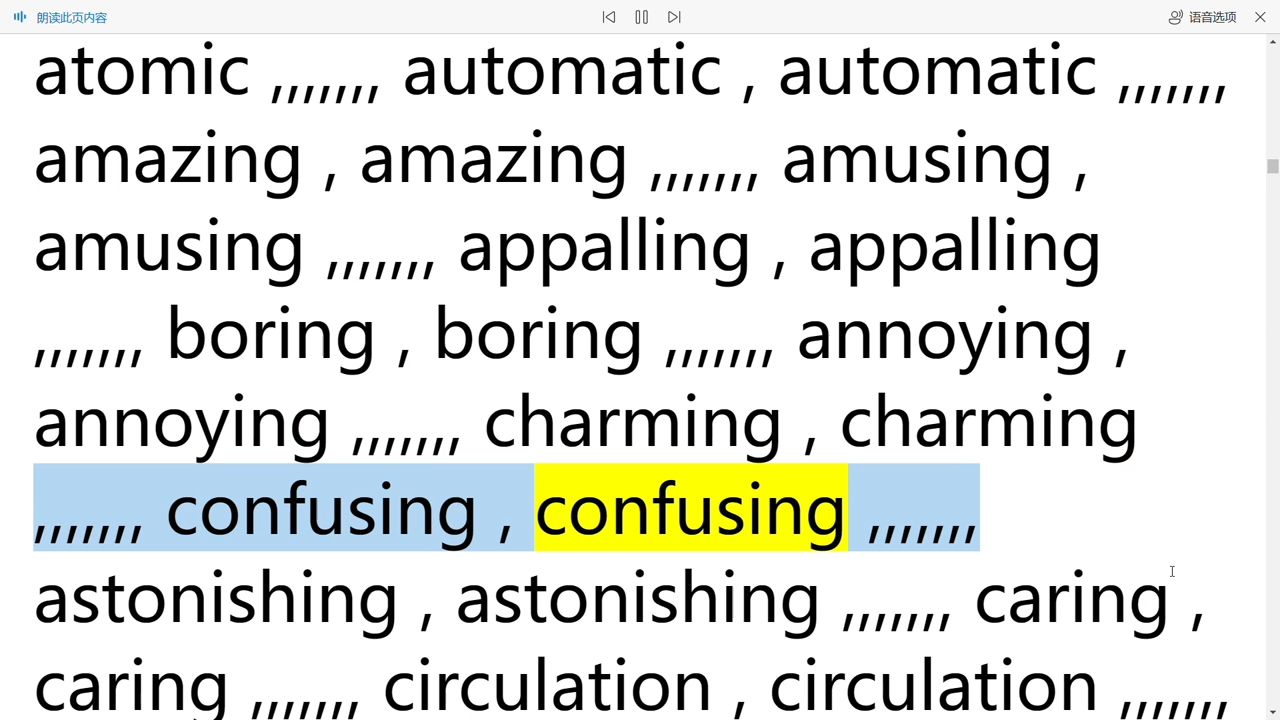 朗读此页内容 语音选项
atomic ,,,,,,, automatic , automatic ,,,,,,,
amazing , amazing ,,,,,,, amusing ,
amusing ,,,,,,, appalling , appalling
,,,,,,, boring , boring ,,,,,,, annoying ,
annoying ,,,,,,, charming , charming
,,,,,,, confusing , confusing ,,,,,,,
astonishing , astonishing ,,,,,,, caring ,
caring ,,,,,,, circulation , circulation ,,,,,,,